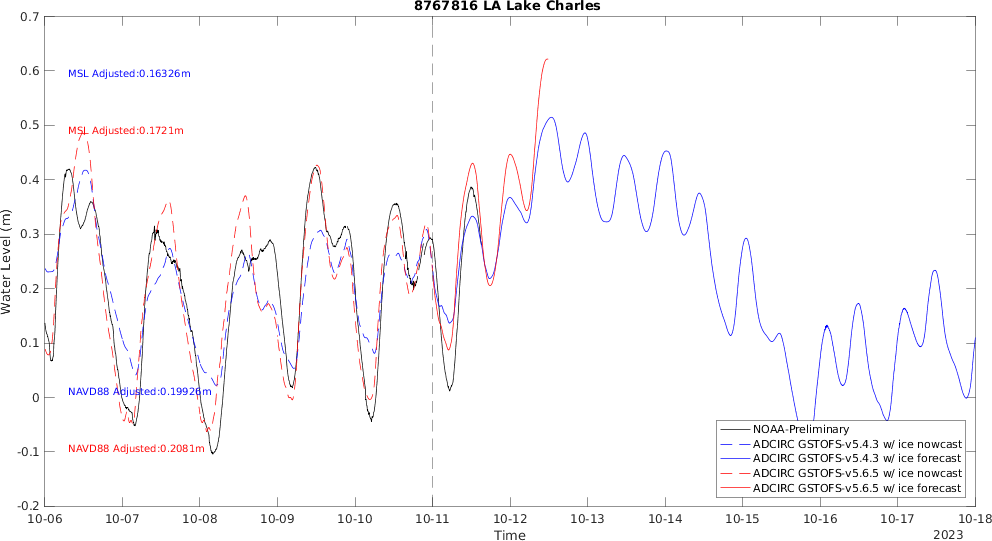 8767816 LA Lake Charles
0.7
0.6
0.5
0.4
0.3
0.2
0.1
0
-0.1
-0.2
Water Level (m)
MSL Adjusted:0.16326m
MSL Adjusted:0.1721m
NAVD88 Adjusted:0.19926m
NAVD88 Adjusted:0.2081m
NOAA-Preliminary
ADCIRC GSTOFS-v5.4.3 w/ ice nowcast
ADCIRC GSTOFS-v5.4.3 w/ ice forecast
ADCIRC GSTOFS-v5.6.5 w/ ice nowcast
ADCIRC GSTOFS-v5.6.5 w/ ice forecast
10-06 10-07 10-08 10-09 10-10 10-11 10-12 10-13 10-14 10-15 10-16 10-17 10-18
Time
2023